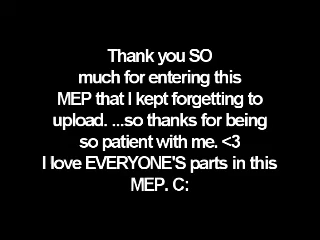 Thank you SO
much for entering this
MEP that I kept forgetting to
upload. ...so thanks for being
so patient with me. <3
I love EVERYONE'S parts in this
MEP. C: